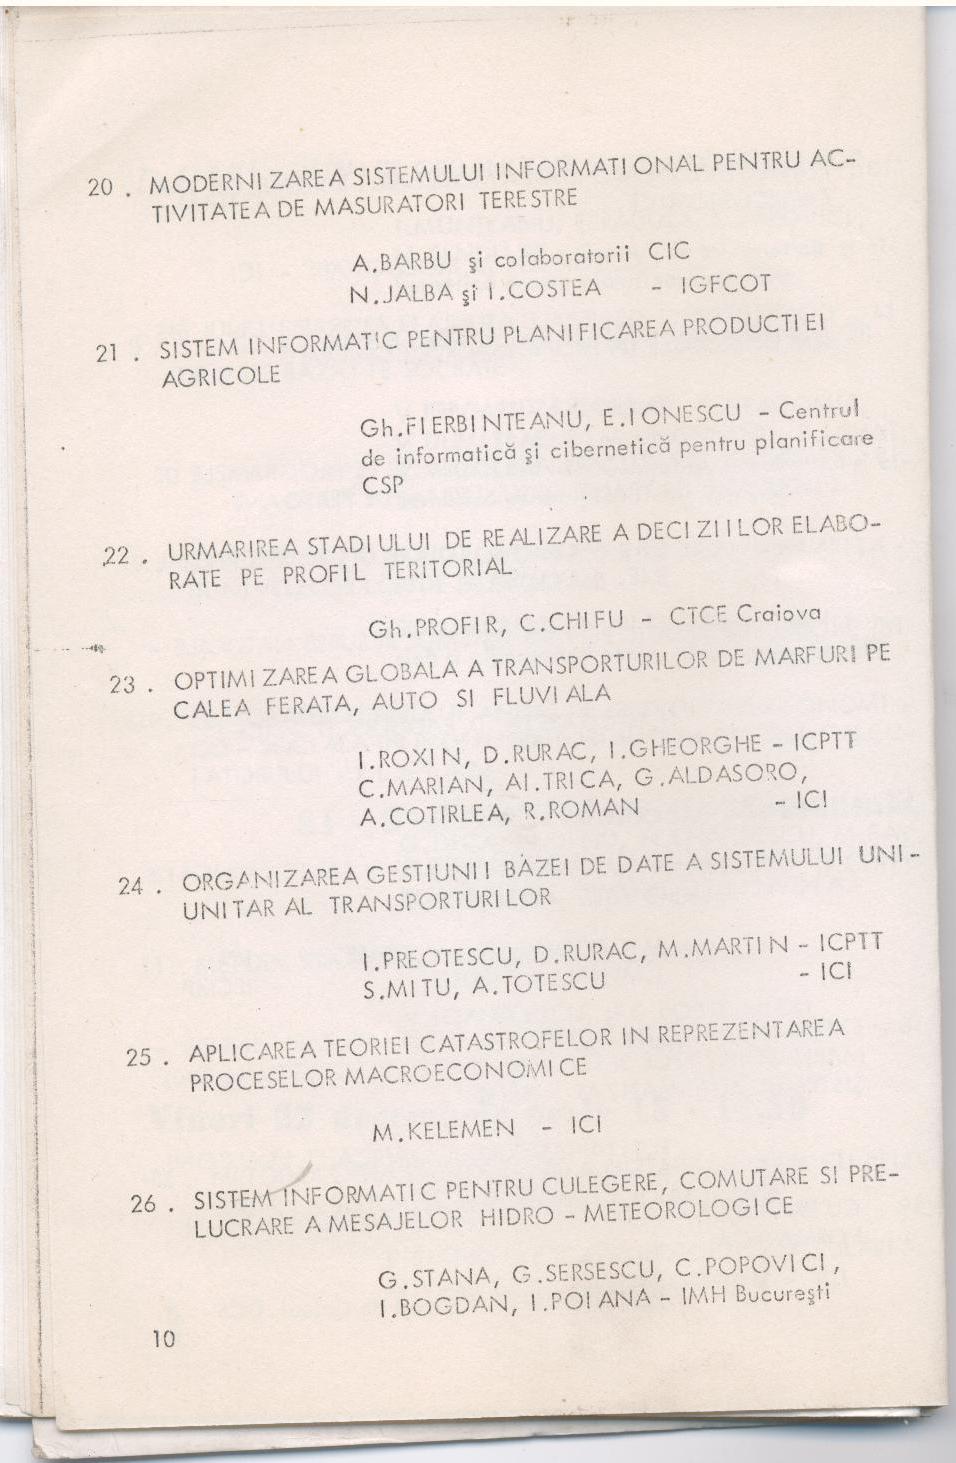 20 . MODERNIZAREA SISTEMULUI INFORMATIONAL PENTRU AC-
TIVITATEA DE MASURATORI TERESTRE
A.BARBU şi colaboratorii CIC
N.JALBA şi I.COSTEA - IGFCOT
21 . SISTEM INFORMATIC PENTRU PLANIFICAREA PRODUCTIEI
AGRICOLE
Gh.FIERBINTEANU, E.IONESCU - Centrul
de informatică şi cibernetică pentru planificare
CSP
22 . URMARIREA STADIULUI DE REALIZARE A DECIZIILOR ELABO-
RATE PE PROFIL TERITORIAL
Gh.PROFIR, C.CHIFU - CTCE Craiova
23 . OPTIMIZAREA GLOBALA A TRANSPORTURILOR DE MARFURI PE
CALEA FERATA, AUTO SI FLUVIALA
I.ROXIN, D.RURAC, I.GHEORGHE - ICPTT
C.MARIAN, Al.TRICA, G.ALDASORO,
A.COTIRLEA, R.ROMAN - ICI
24 . ORGANIZAREA GESTIUNII BAZEI DE DATE A SISTEMULUI UNI-
UNITAR AL TRANSPORTURILOR
I.PREOTESCU, D.RURAC, M.MARTIN - ICPTT
S.MITU, A.TOTESCU - ICI
25 . APLICAREA TEORIEI CATASTROFELOR IN REPREZENTAREA
PROCESELOR MACROECONOMICE
M.KELEMEN - ICI
26 . SISTEM INFORMATIC PENTRU CULEGERE, COMUTARE SI PRE-
LUCRARE A MESAJELOR HIDRO - METEOROLOGICE
G.STANA, G.SERSESCU, C.POPOVICI,
I.BOGDAN, I.POIANA - IMH Bucureşti
10